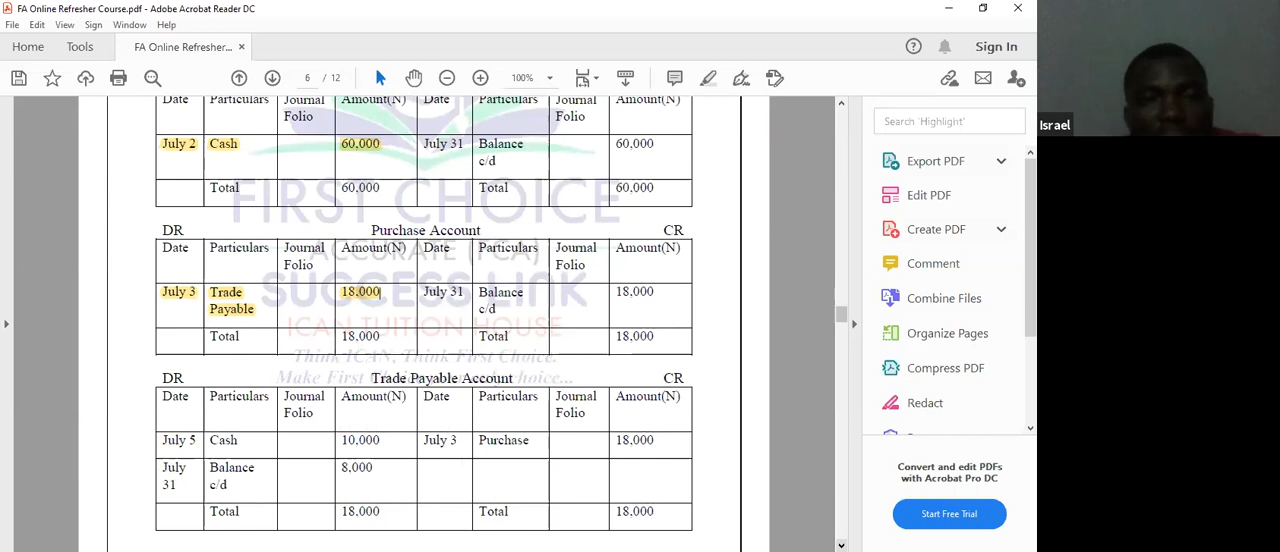 FA Online Refresher Course.pdf - Adobe Acrobat Reader DC
File Edit View Sign Window Help
Home Tools FA Online Refresher... × Sign In
6 / 12 100%
Date Particulars Journal Folio Amount(N) Date Particulars Journal Folio Amount(N)
July 2 Cash 60,000 July 31 Balance c/d 60,000
Total 60,000 Total 60,000
FIRST CHOICE
DR Purchase Account CR
ACCURATE (FCA)
Date Particulars Journal Folio Amount(N) Date Particulars Journal Folio Amount(N)
SUCCESS LINK
July 3 Trade Payable 18,000 July 31 Balance c/d 18,000
ICAN TUITION HOUSE
Total 18,000 Total 18,000
Think ICAN, Think First Choice.
DR Trade Payable Account CR
Date Particulars Journal Folio Amount(N) Date Particulars Journal Folio Amount(N)
July 5 Cash 10,000 July 3 Purchase 18,000
July 31 Balance c/d 8,000
Total 18,000 Total 18,000
Search 'Highlight'
Export PDF
Edit PDF
Create PDF
Comment
Combine Files
Organize Pages
Compress PDF
Redact
Convert and edit PDFs
with Acrobat Pro DC
Start Free Trial
Israel